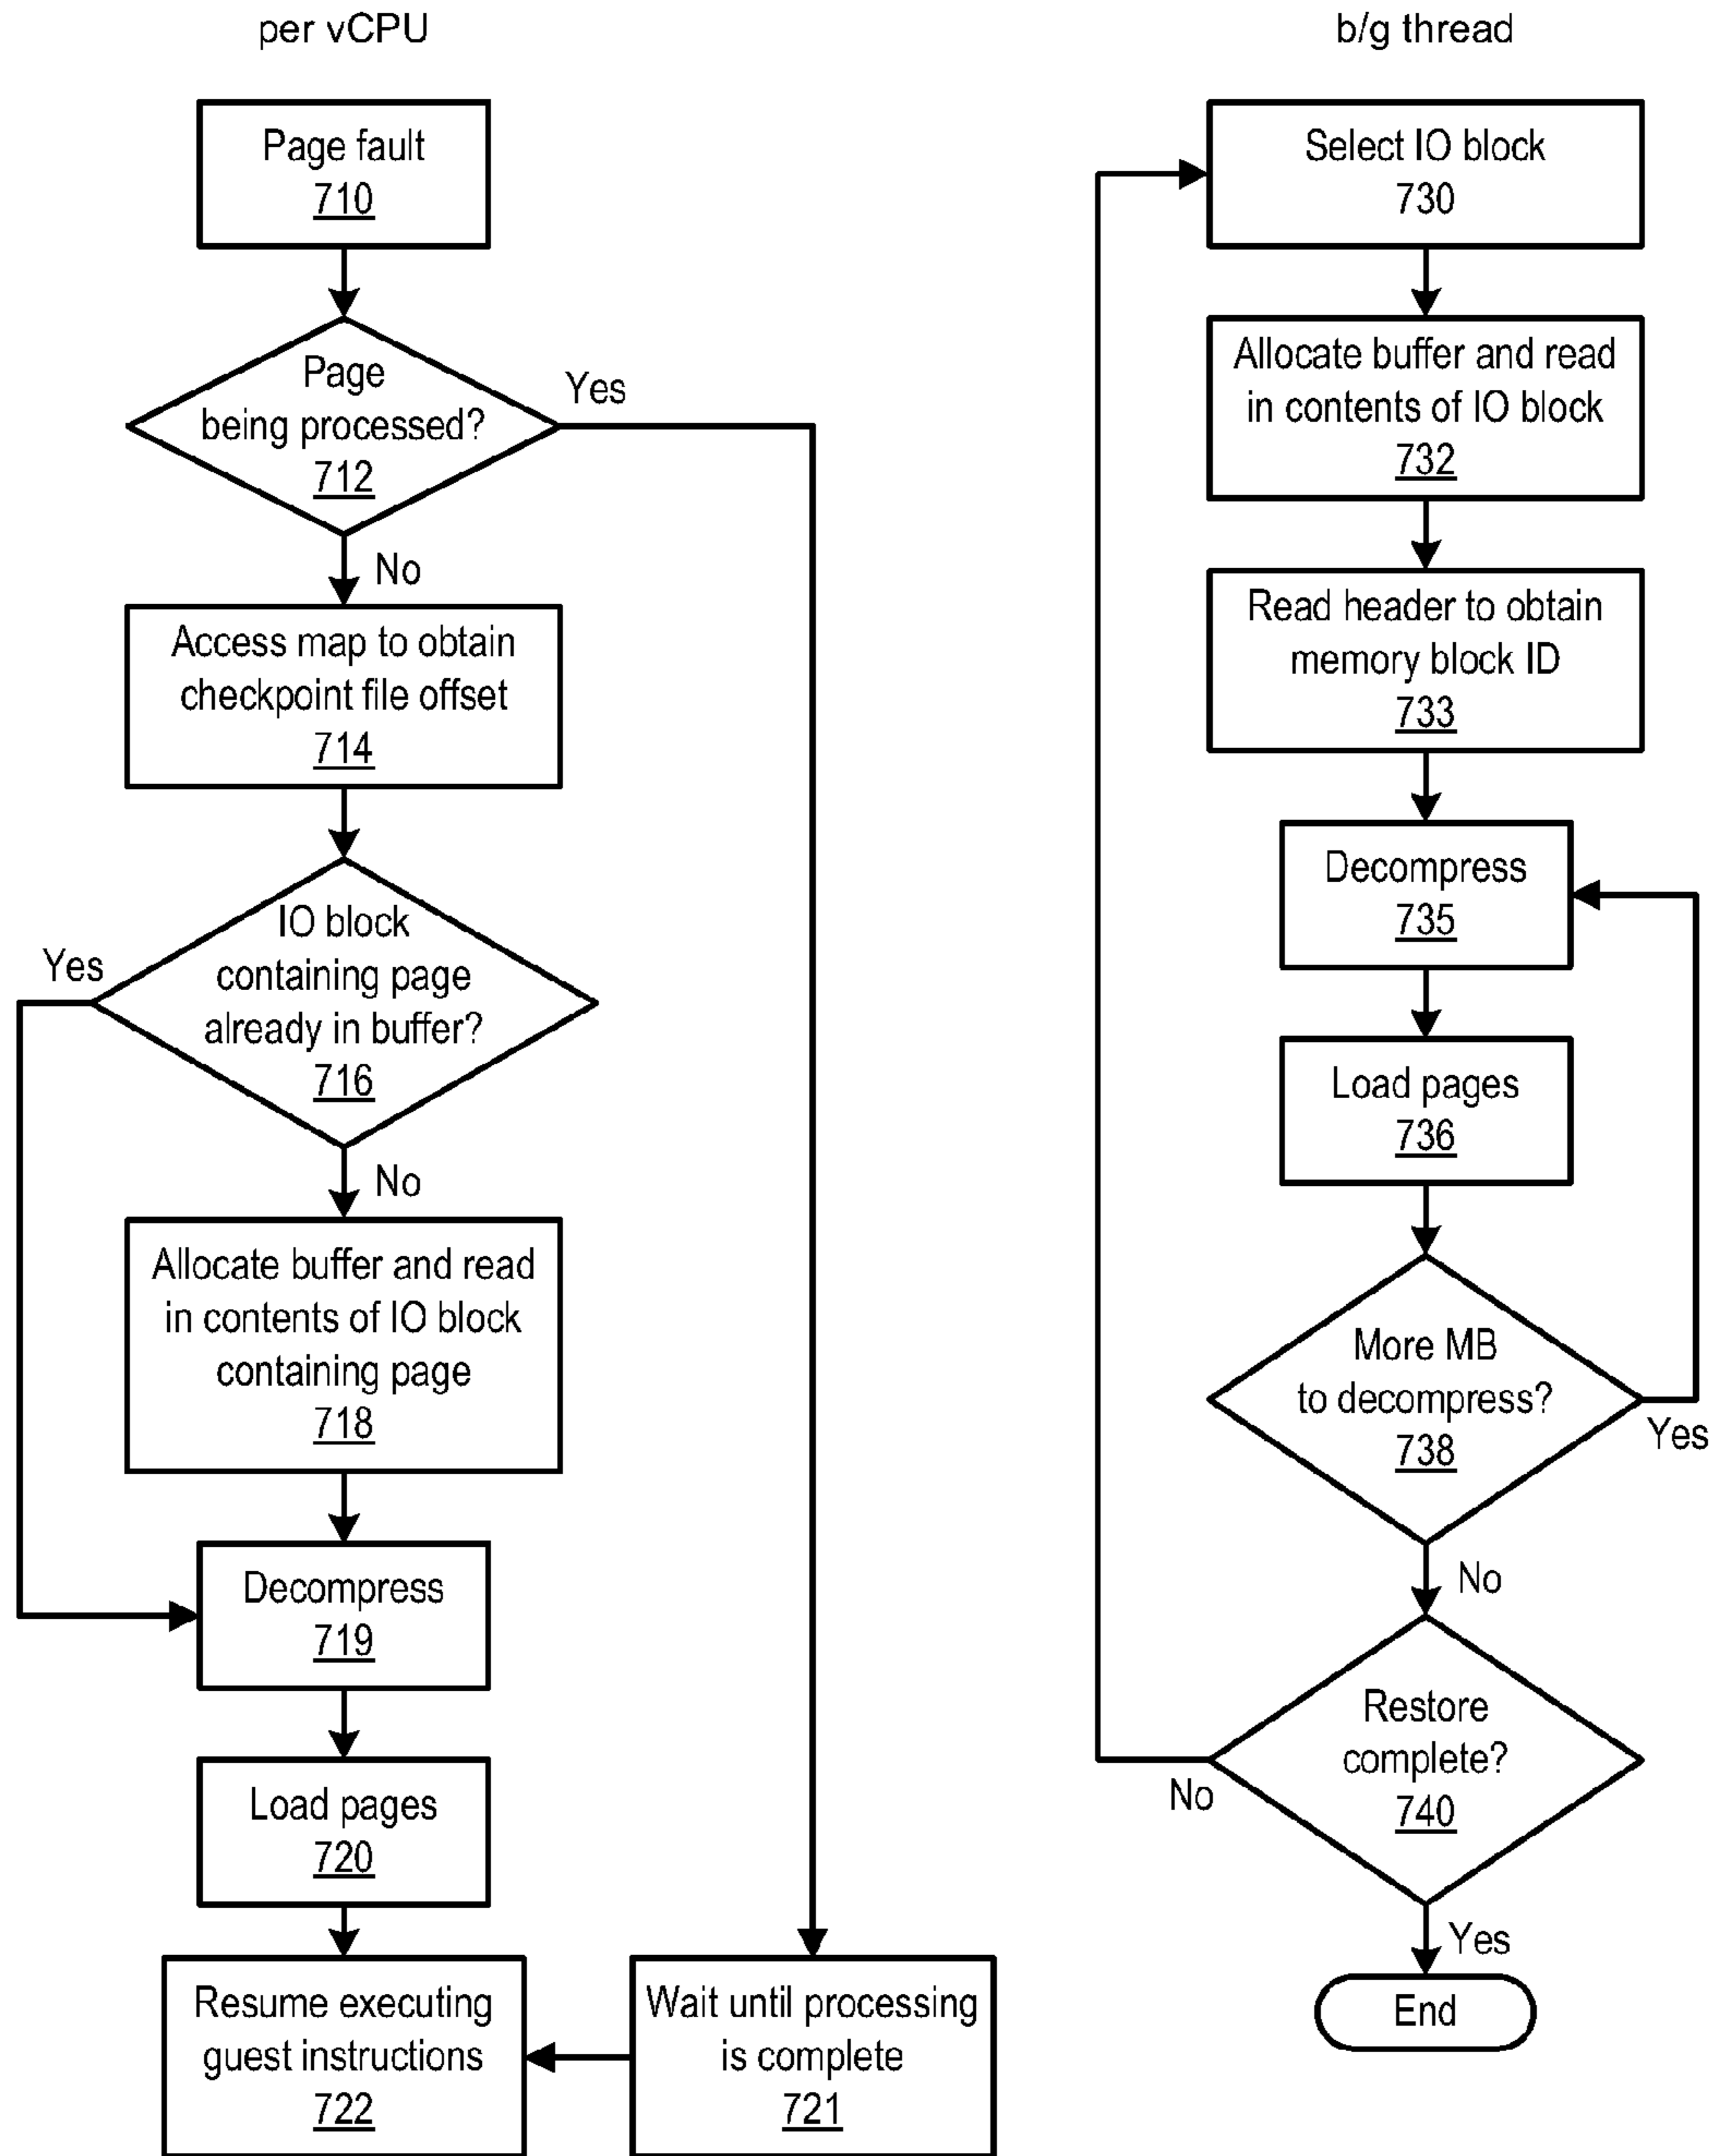 per vCPU
Page fault
710
Page
being processed?
712
Yes
No
Access map to obtain
checkpoint file offset
714
IO block
containing page
already in buffer?
716
Yes
No
Allocate buffer and read
in contents of IO block
containing page
718
Decompress
719
Load pages
720
Resume executing
guest instructions
722
Wait until processing
is complete
721
b/g thread
Select IO block
730
Allocate buffer and read
in contents of IO block
732
Read header to obtain
memory block ID
733
Decompress
735
Load pages
736
More MB
to decompress?
738
Yes
No
Restore
complete?
740
No
Yes
End